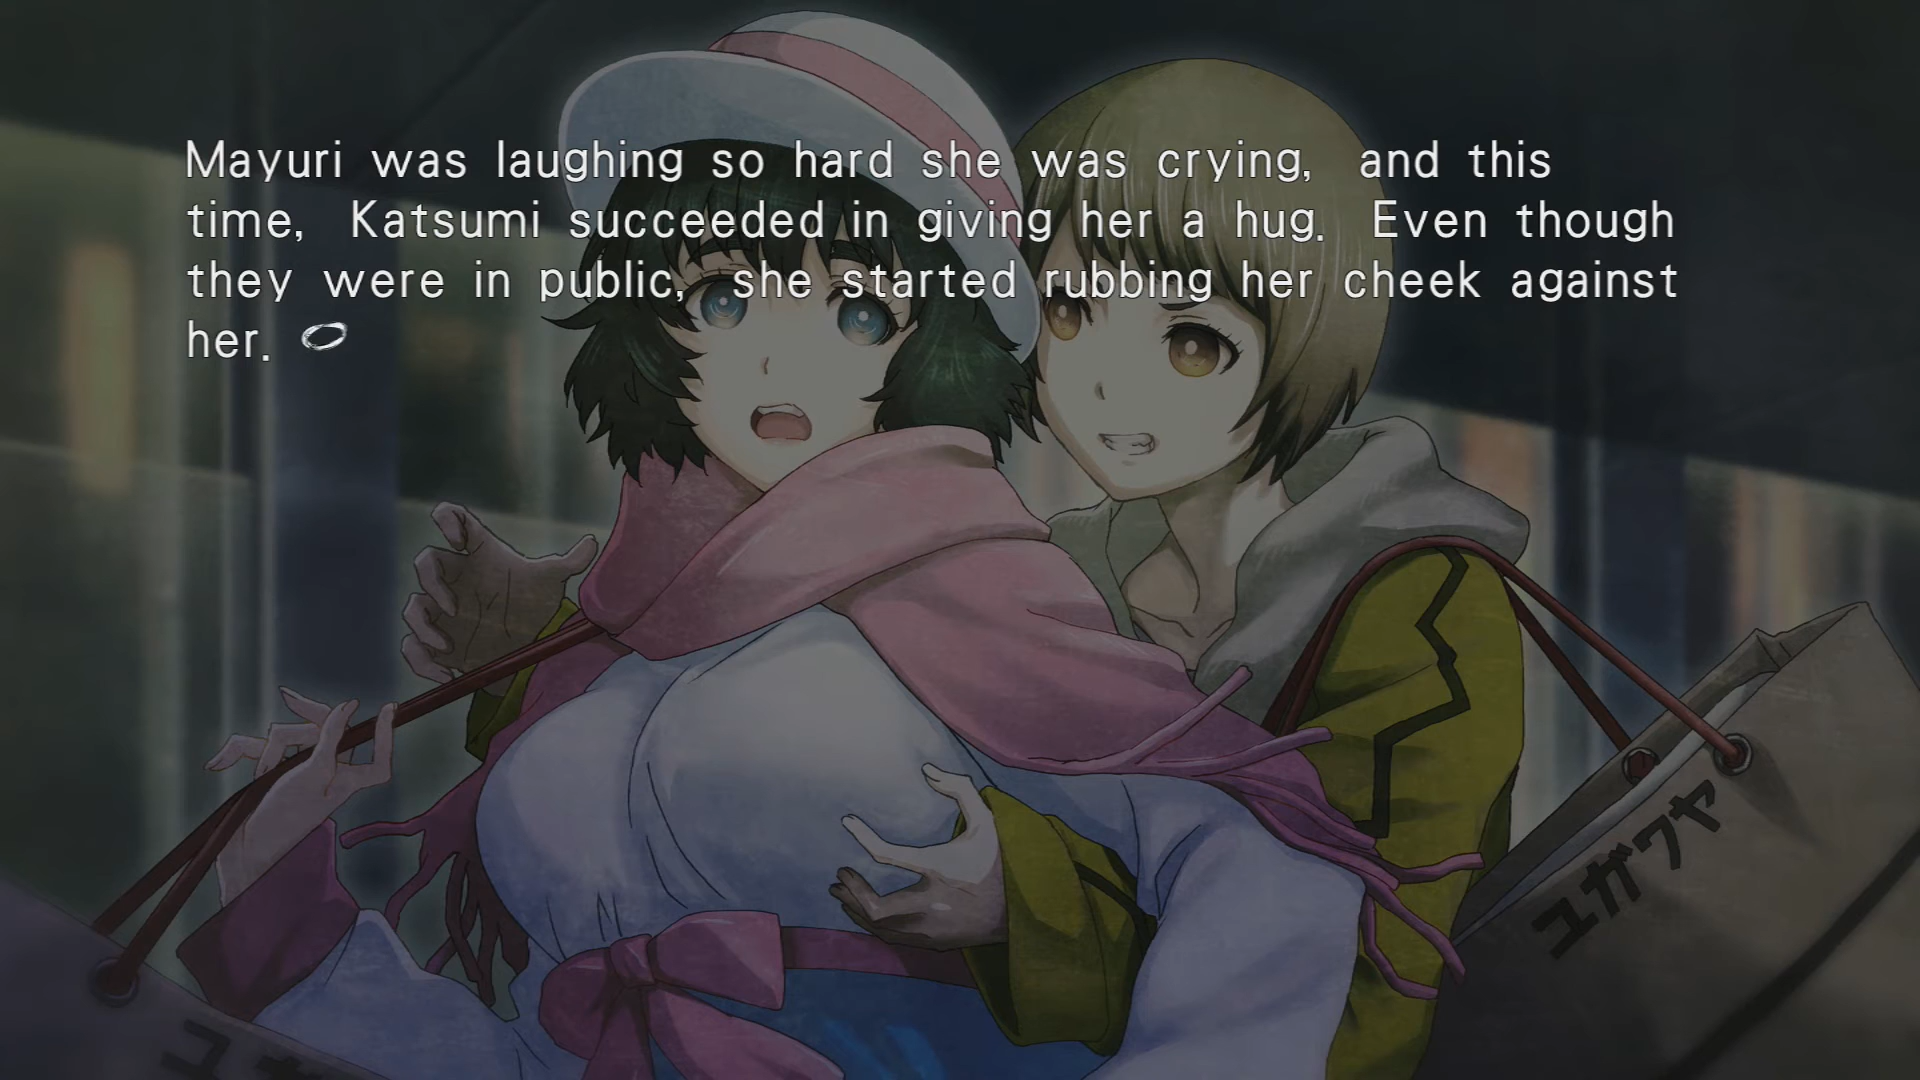 Mayuri was laughing so hard she was crying, and this
time, Katsumi succeeded in giving her a hug. Even though
they were in public, she started rubbing her cheek against
her.
ユガワヤ